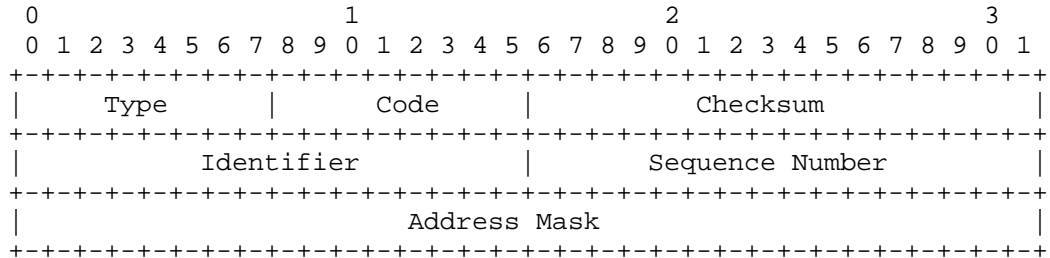 0                   1                   2                   3
 0 1 2 3 4 5 6 7 8 9 0 1 2 3 4 5 6 7 8 9 0 1 2 3 4 5 6 7 8 9 0 1
+-+-+-+-+-+-+-+-+-+-+-+-+-+-+-+-+-+-+-+-+-+-+-+-+-+-+-+-+-+-+-+-+
|     Type      |      Code     |          Checksum             |
+-+-+-+-+-+-+-+-+-+-+-+-+-+-+-+-+-+-+-+-+-+-+-+-+-+-+-+-+-+-+-+-+
|           Identifier          |       Sequence Number         |
+-+-+-+-+-+-+-+-+-+-+-+-+-+-+-+-+-+-+-+-+-+-+-+-+-+-+-+-+-+-+-+-+
|                        Address Mask                           |
+-+-+-+-+-+-+-+-+-+-+-+-+-+-+-+-+-+-+-+-+-+-+-+-+-+-+-+-+-+-+-+-+